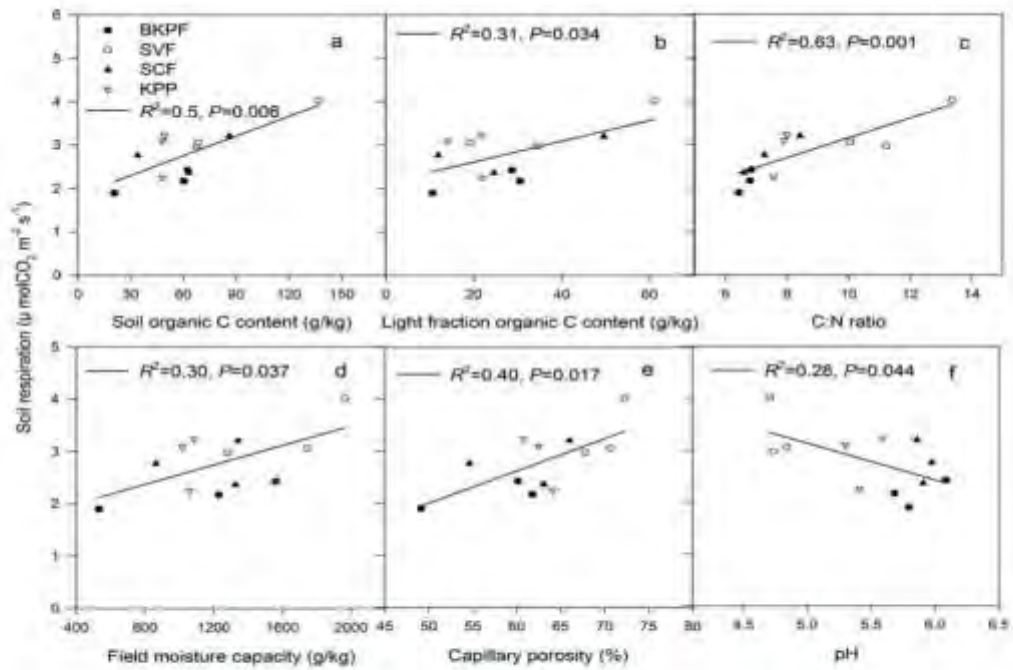 6
BKPF
SVF
a
R²=0.31, P=0.034
b
R²=0.63, P=0.001
c
5
SCF
KPP
4
R²=0.5, P=0.006
3
2
1
0
0 30 60 90 120 150
0 20 40 60
6 8 10 12 14
Soil organic C content (g/kg)
Light fraction organic C content (g/kg)
C:N ratio
Soil respiration (μ molCO₂ m⁻² s⁻¹)
5
R²=0.30, P=0.037
d
R²=0.40, P=0.017
e
R²=0.28, P=0.044
f
4
3
2
1
0
400 800 1200 1600 2000
45 50 55 60 65 70 75
4.5 5.0 5.5 6.0 6.5
Field moisture capacity (g/kg)
Capillary porosity (%)
pH